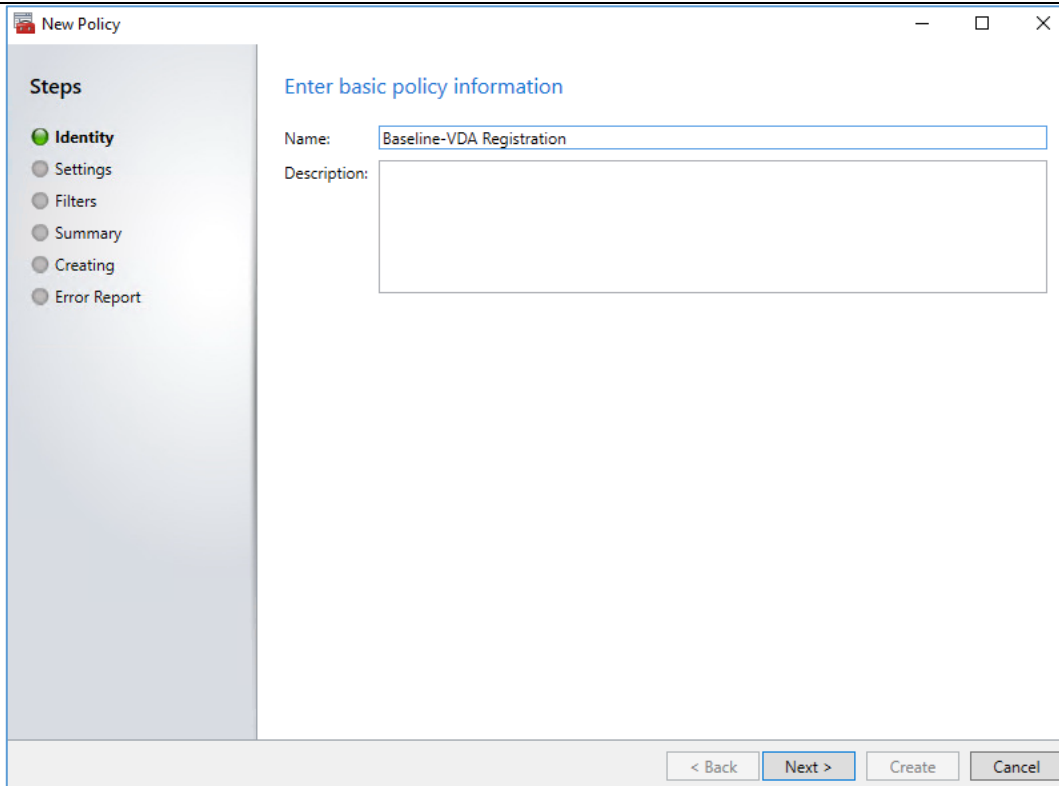 New Policy
Steps
Identity
Settings
Filters
Summary
Creating
Error Report
Enter basic policy information
Name: Baseline-VDA Registration
Description:
< Back Next > Create Cancel